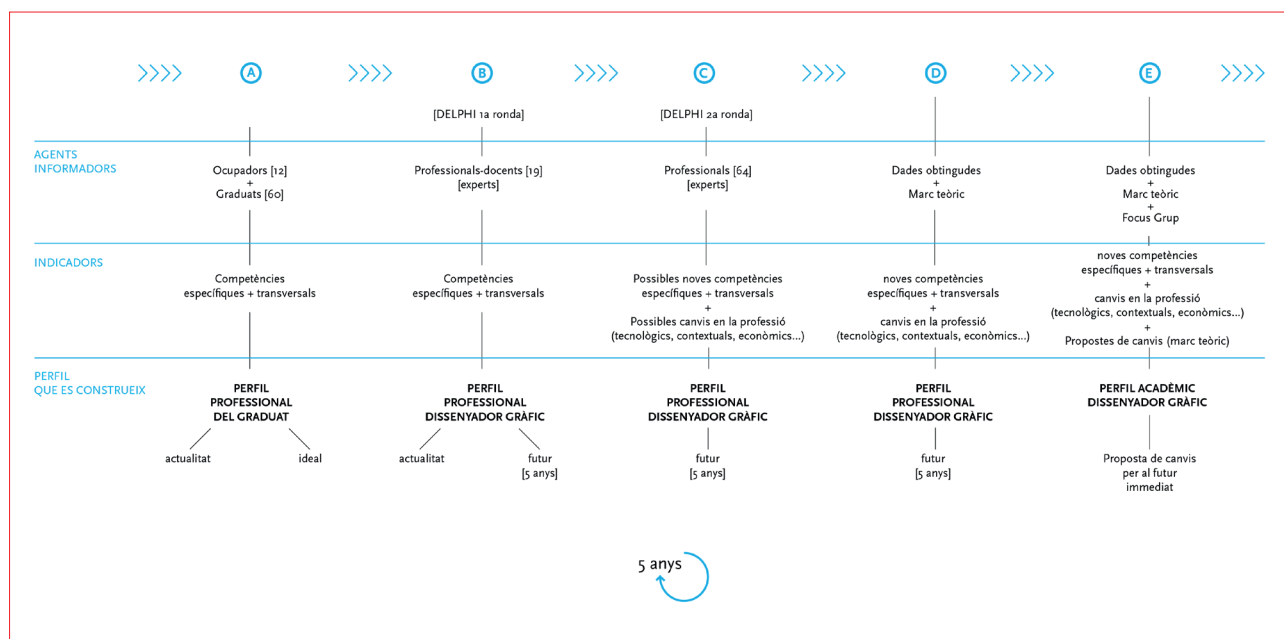 A
B
C
D
E
[DELPHI 1a ronda]
[DELPHI 2a ronda]
AGENTS
INFORMADORS
Ocupadors [12]
+
Graduats [60]
Professionals-docents [19]
[experts]
Professionals [64]
[experts]
Dades obtingudes
+
Marc teòric
Dades obtingudes
+
Marc teòric
+
Focus Grup
INDICADORS
Competències
específiques + transversals
Competències
específiques + transversals
Possibles noves competències
específiques + transversals
+
Possibles canvis en la professió
(tecnològics, contextuals, econòmics...)
noves competències
específiques + transversals
+
canvis en la professió
(tecnològics, contextuals, econòmics...)
noves competències
específiques + transversals
+
canvis en la professió
(tecnològics, contextuals, econòmics...)
+
Propostes de canvis (marc teòric)
PERFIL
QUE ES CONSTRUEIX
PERFIL
PROFESSIONAL
DEL GRADUAT
actualitat
ideal
PERFIL
PROFESSIONAL
DISSENYADOR GRÀFIC
actualitat
futur
[5 anys]
PERFIL
PROFESSIONAL
DISSENYADOR GRÀFIC
futur
[5 anys]
PERFIL
PROFESSIONAL
DISSENYADOR GRÀFIC
futur
[5 anys]
PERFIL ACADÈMIC
DISSENYADOR GRÀFIC
Proposta de canvis
per al futur
immediat
5 anys